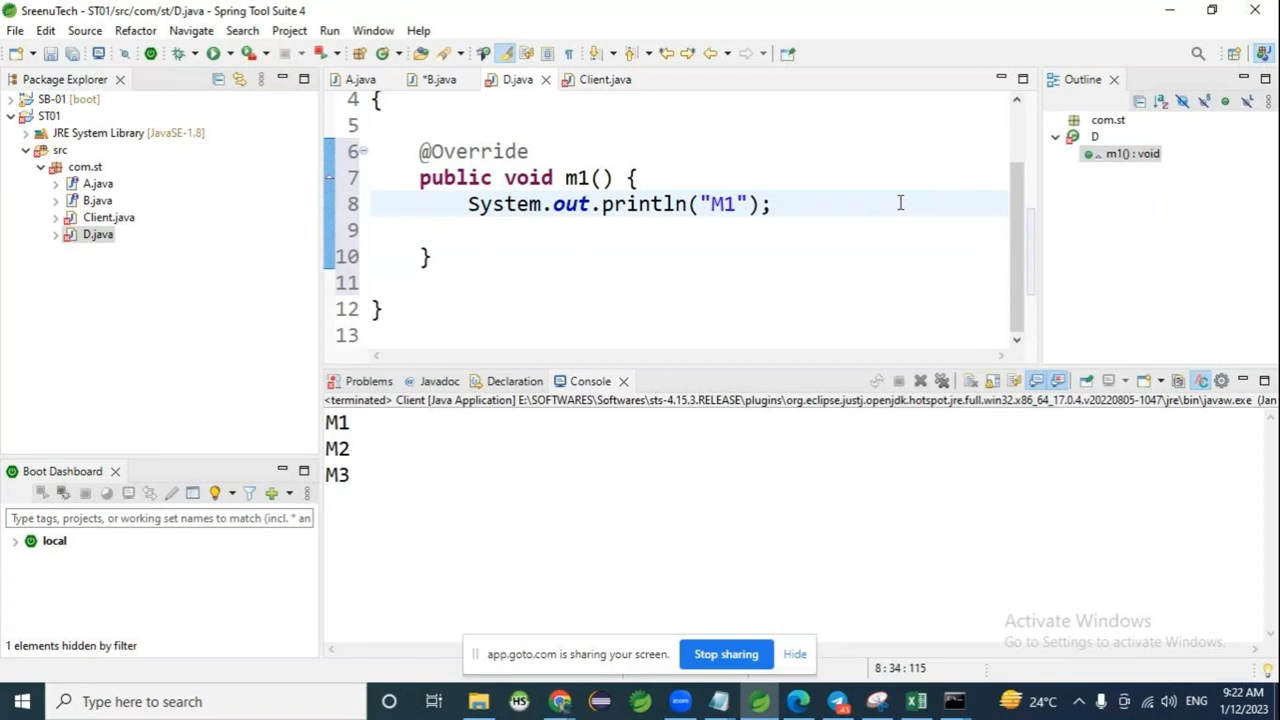 SreenuTech - ST01/src/com/st/D.java - Spring Tool Suite 4
File Edit Source Refactor Navigate Search Project Run Window Help
Package Explorer
SB-01 [boot]
ST01
JRE System Library [JavaSE-1.8]
src
com.st
A.java
B.java
Client.java
D.java
A.java *B.java D.java Client.java
4 {
5
6 @Override
7 public void m1() {
8 System.out.println("M1");
9
10 }
11
12 }
13
Outline
com.st
D
m1() : void
Problems Javadoc Declaration Console
<terminated> Client [Java Application] E:\SOFTWARES\Softwares\sts-4.15.3.RELEASE\plugins\org.eclipse.justj.openjdk.hotspot.jre.full.win32.x86_64_17.0.4.v20220805-1047\jre\bin\javaw.exe (Jan
M1
M2
M3
Boot Dashboard
Type tags, projects, or working set names to match (incl. * an
local
1 elements hidden by filter
Activate Windows
Go to Settings to activate Windows.
app.goto.com is sharing your screen. Stop sharing Hide
8 : 34 : 115
Type here to search
HS
zoom
24°C
ENG
9:22 AM
1/12/2023